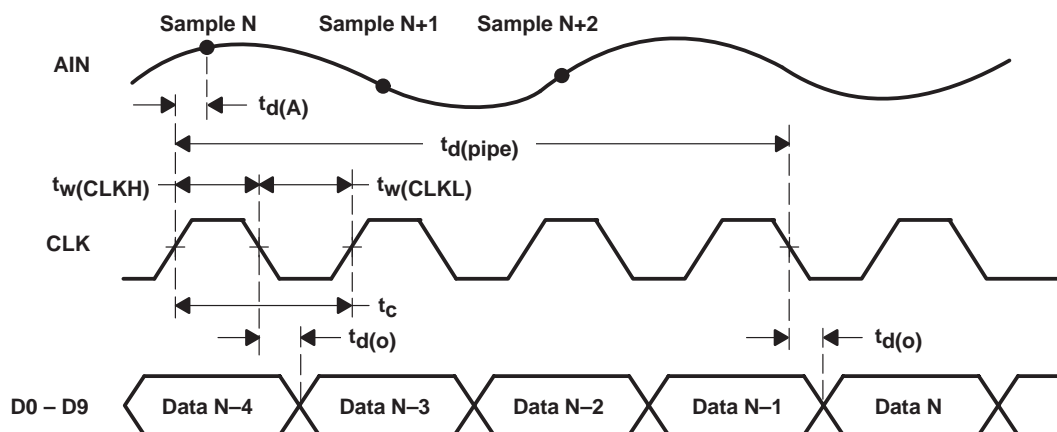 Sample N Sample N+1 Sample N+2
AIN
td(A)
td(pipe)
tw(CLKH) tw(CLKL)
CLK
tc
td(o) td(o)
D0 – D9 Data N–4 Data N–3 Data N–2 Data N–1 Data N